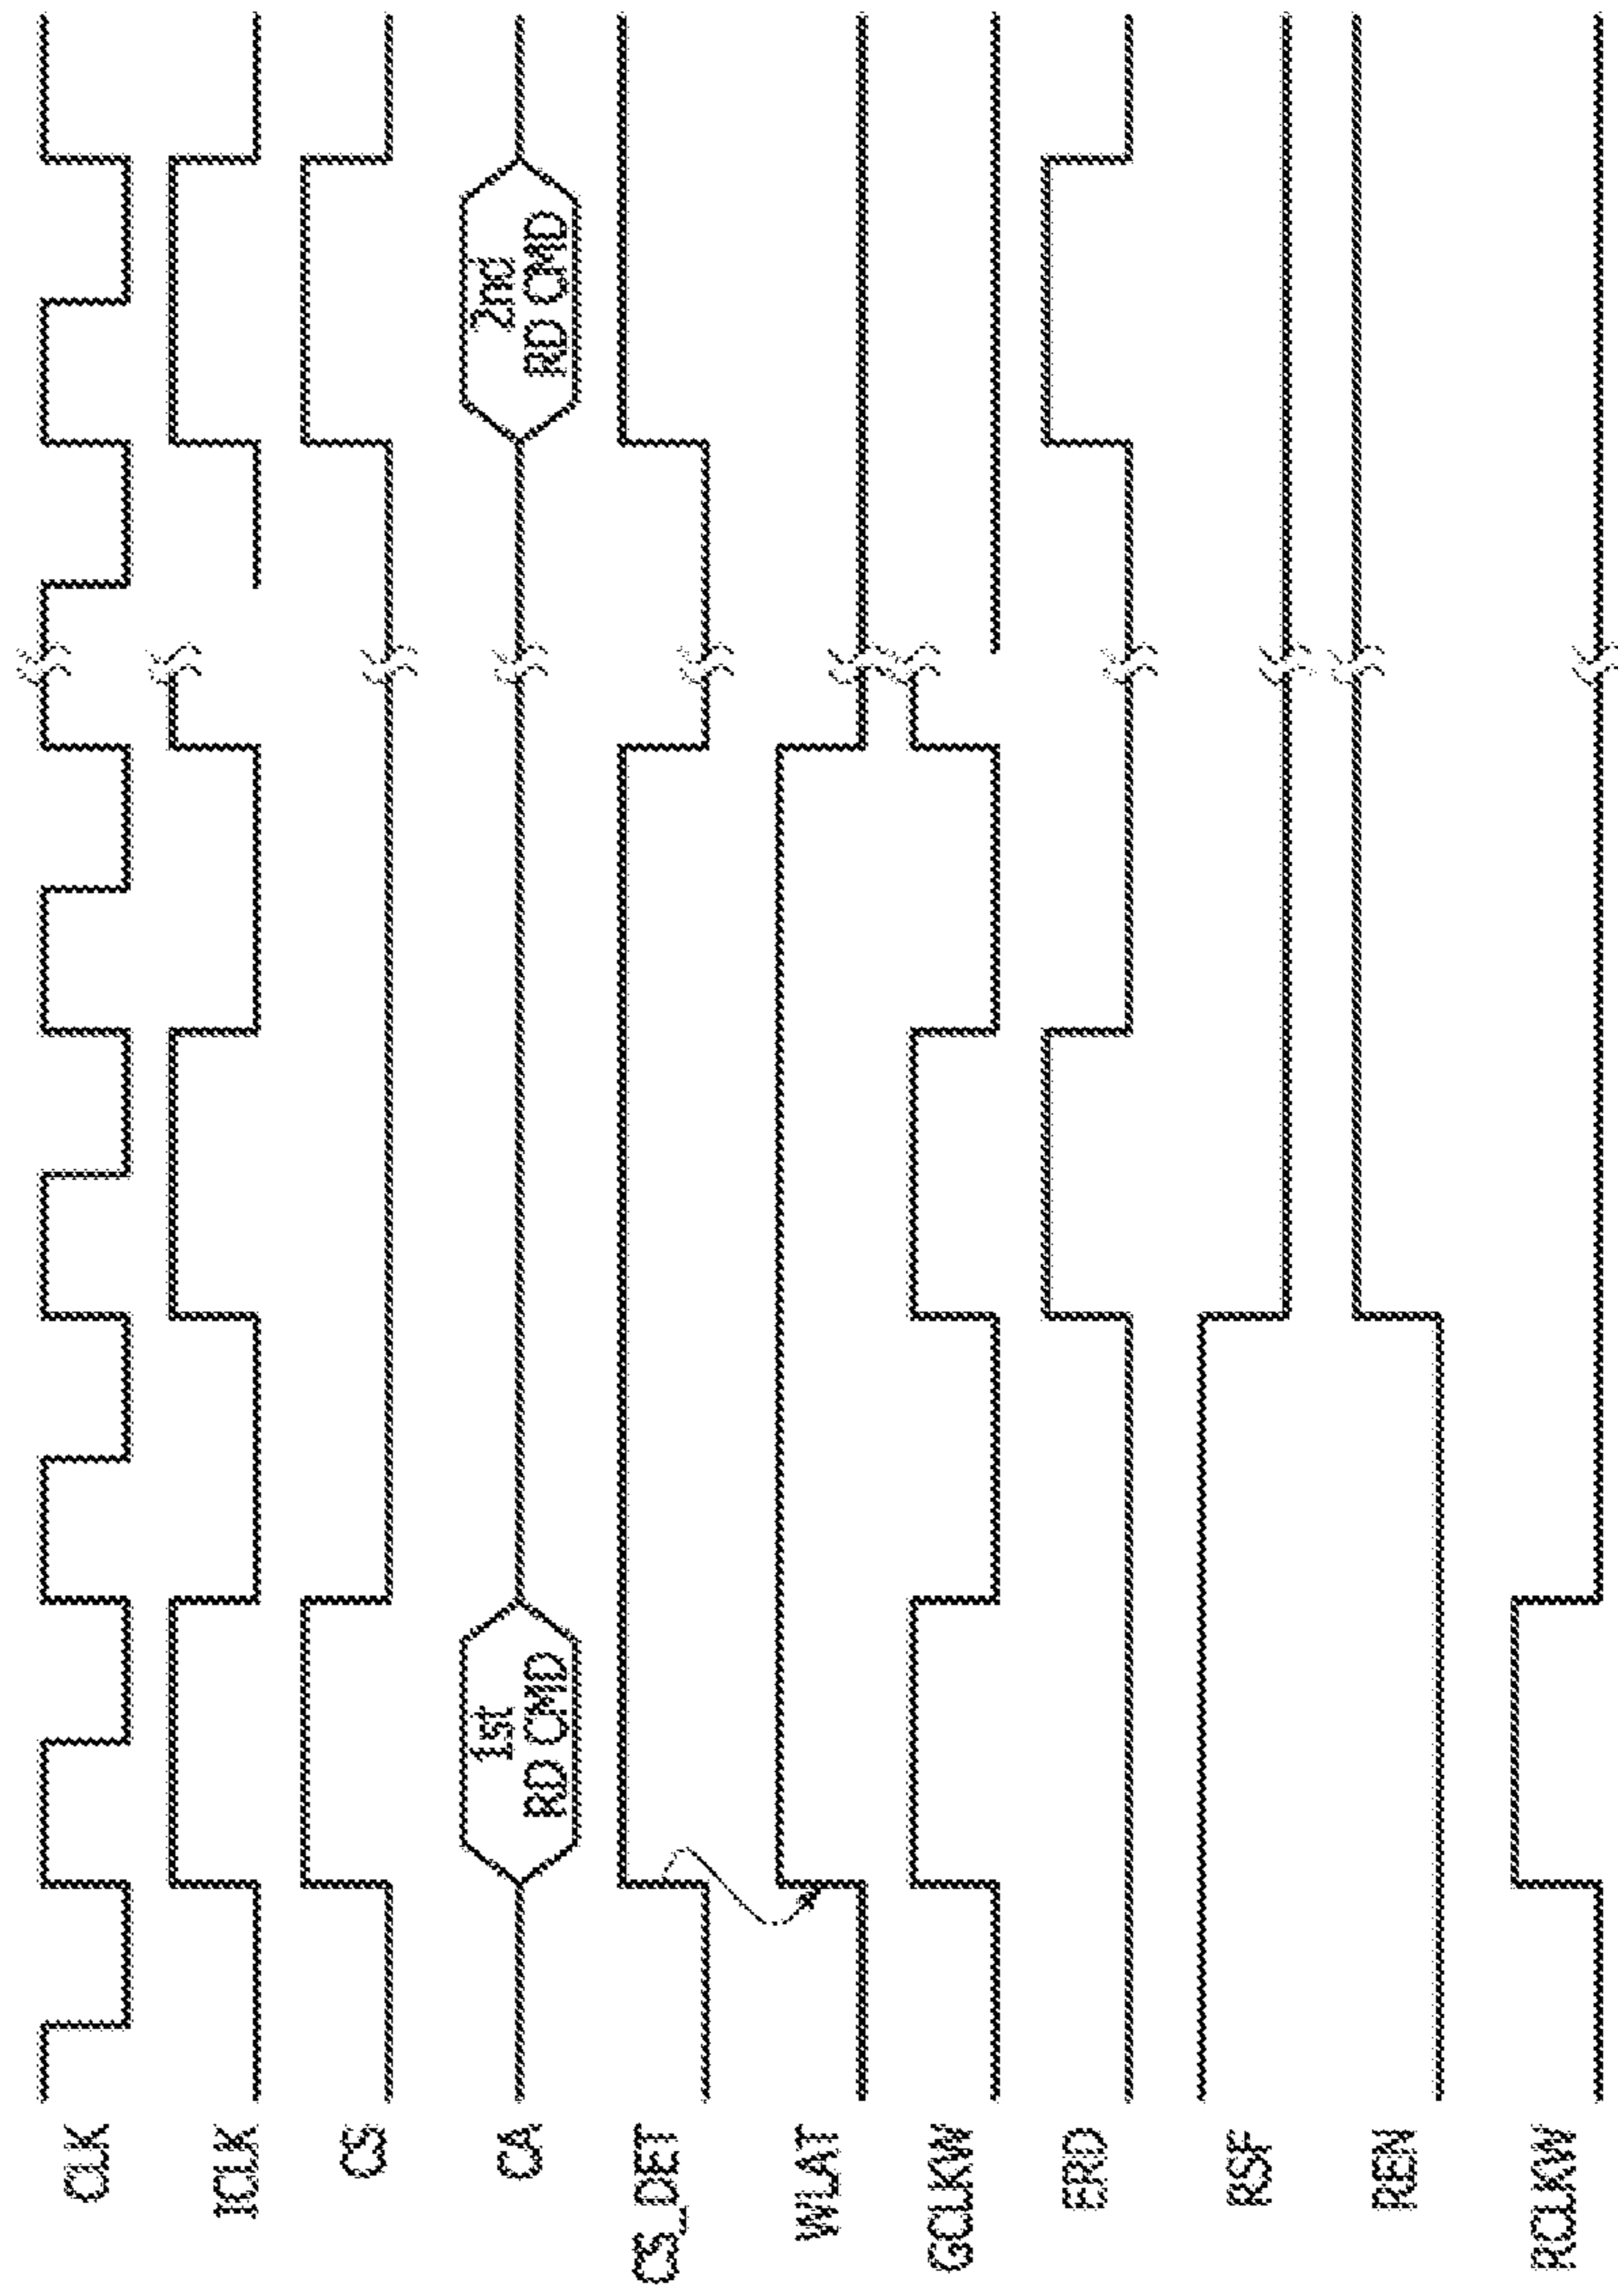 CLK
ICLK
CS
CA
1st
RD CMD
2nd
RD CMD
CS_DET
WLAT
GCLKW
ERD
RSF
REN
RCLKW